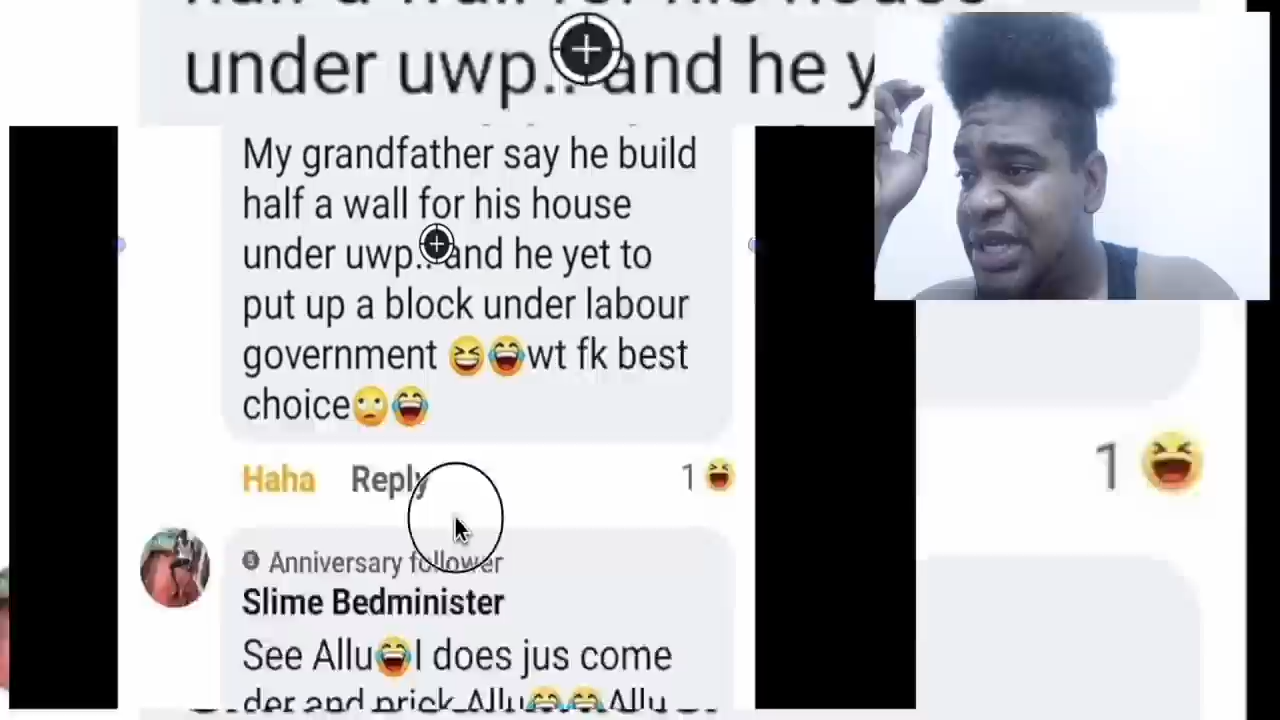 under uwp.. and he y
My grandfather say he build
half a wall for his house
under uwp.. and he yet to
put up a block under labour
government 😆😂wt fk best
choice🙄😂
Haha Reply 1
1
Anniversary follower
Slime Bedminister
See Allu😂I does jus come
der and prick Allu😂😂Allu